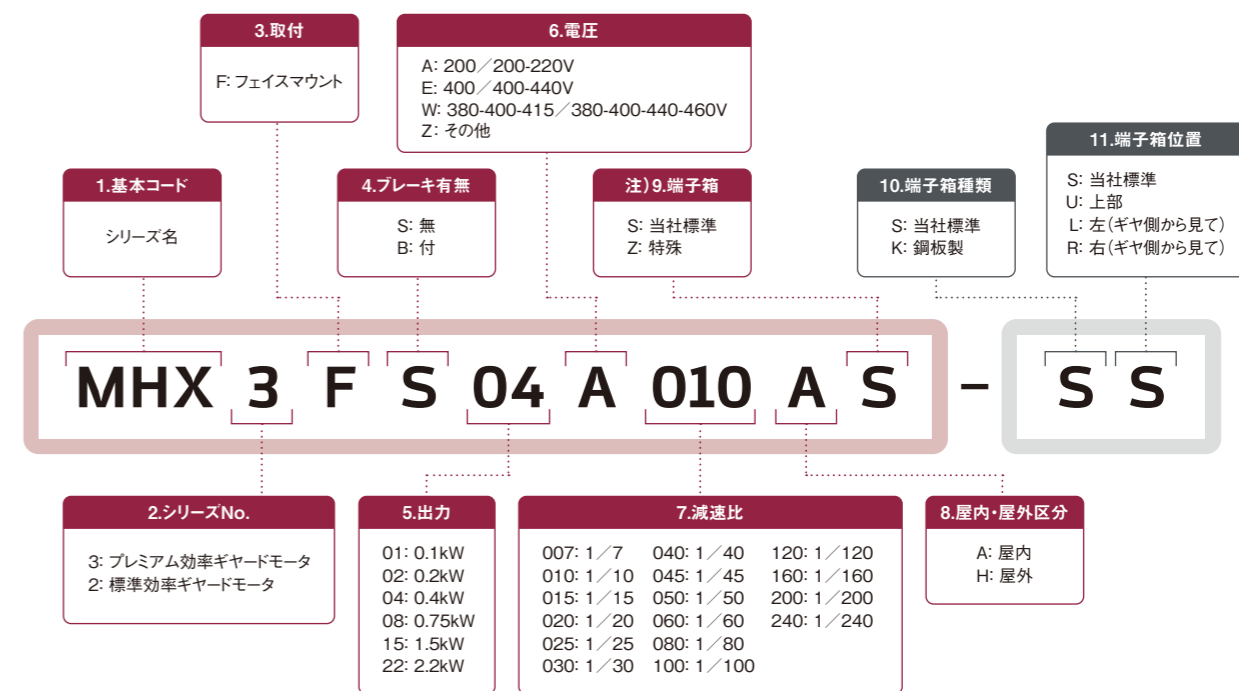 3.取付
F: フェイスマウント
6.電圧
A: 200／200-220V
E: 400／400-440V
W: 380-400-415／380-400-440-460V
Z: その他
1.基本コード
シリーズ名
4.ブレーキ有無
S: 無
B: 付
注）9.端子箱
S: 当社標準
Z: 特殊
10.端子箱種類
S: 当社標準
K: 鋼板製
11.端子箱位置
S: 当社標準
U: 上部
L: 左（ギヤ側から見て）
R: 右（ギヤ側から見て）
MHX 3 F S 04 A 010 A S – S S
2.シリーズNo.
3: プレミアム効率ギヤードモータ
2: 標準効率ギヤードモータ
5.出力
01: 0.1kW
02: 0.2kW
04: 0.4kW
08: 0.75kW
15: 1.5kW
22: 2.2kW
7.減速比
007: 1／7 040: 1／40 120: 1／120
010: 1／10 045: 1／45 160: 1／160
015: 1／15 050: 1／50 200: 1／200
020: 1／20 060: 1／60 240: 1／240
025: 1／25 080: 1／80
030: 1／30 100: 1／100
8.屋内・屋外区分
A: 屋内
H: 屋外